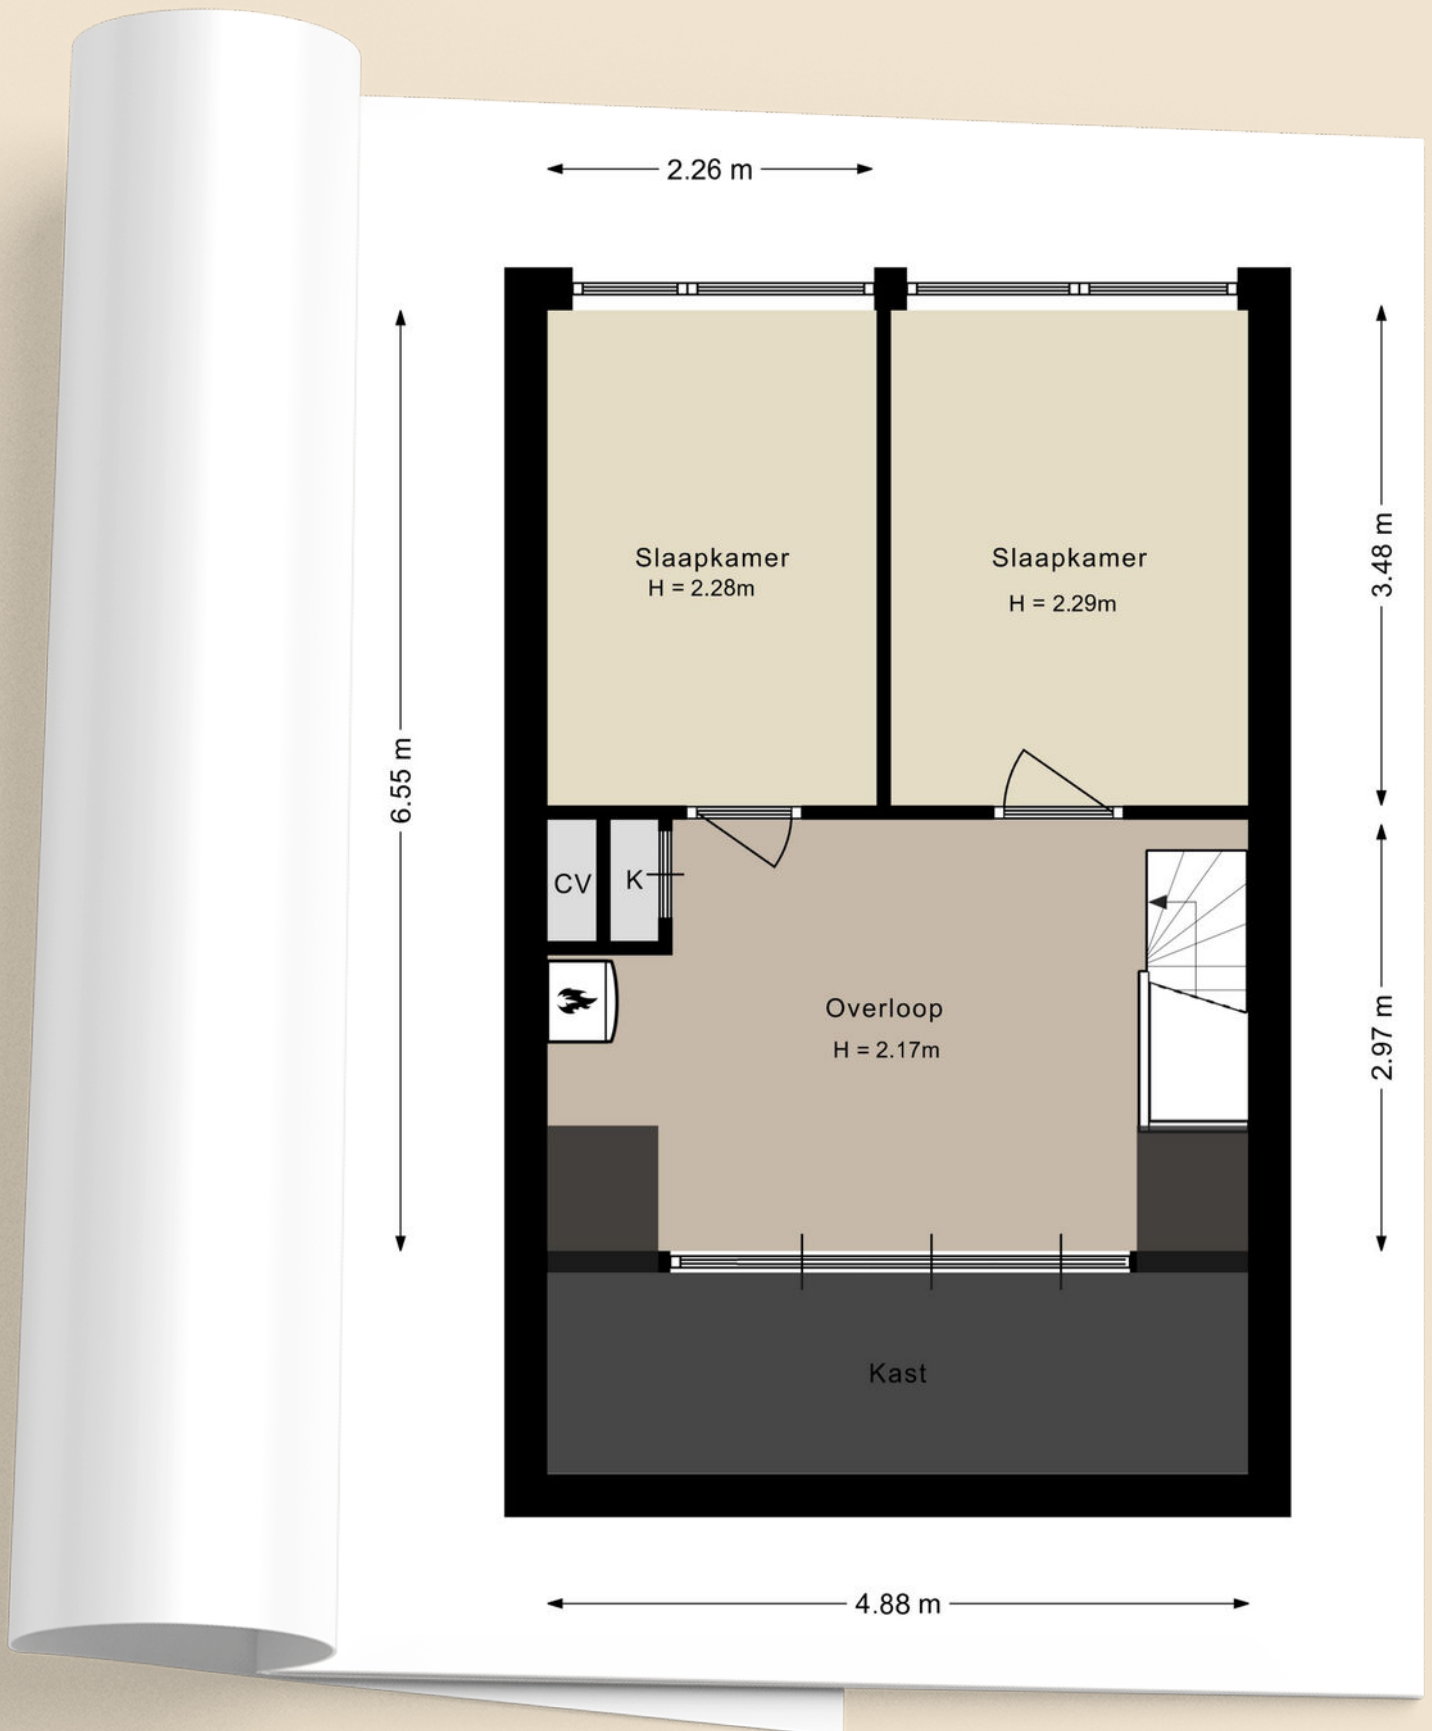 2.26 m
Slaapkamer
H = 2.28m
Slaapkamer
H = 2.29m
3.48 m
6.55 m
CV
K
Overloop
H = 2.17m
2.97 m
Kast
4.88 m